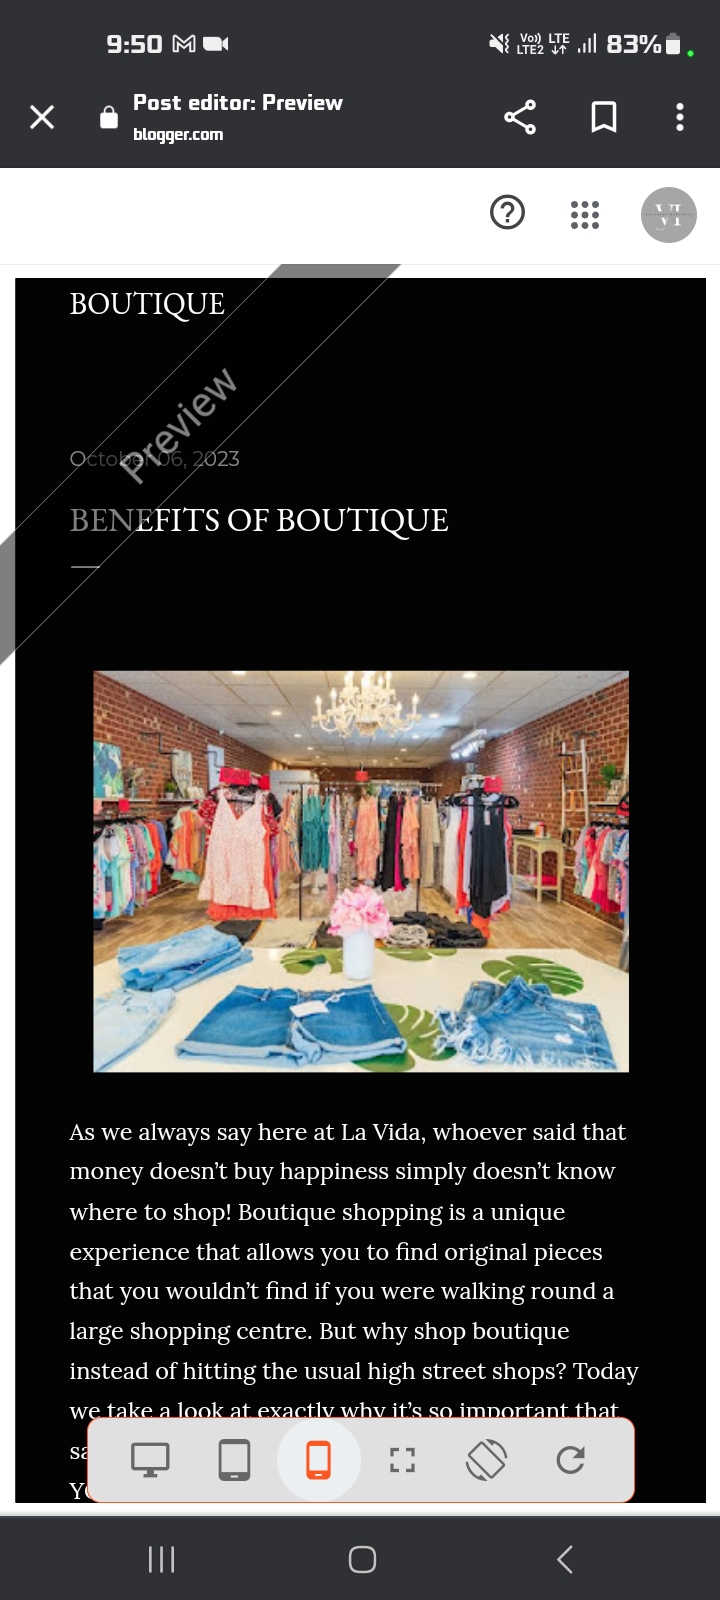 9:50
Vo)) LTE
LTE2
83%
Post editor: Preview
blogger.com
VI
BOUTIQUE
Preview
October 06, 2023
BENEFITS OF BOUTIQUE
As we always say here at La Vida, whoever said that
money doesn’t buy happiness simply doesn’t know
where to shop! Boutique shopping is a unique
experience that allows you to find original pieces
that you wouldn’t find if you were walking round a
large shopping centre. But why shop boutique
instead of hitting the usual high street shops? Today
we take a look at exactly why it’s so important that